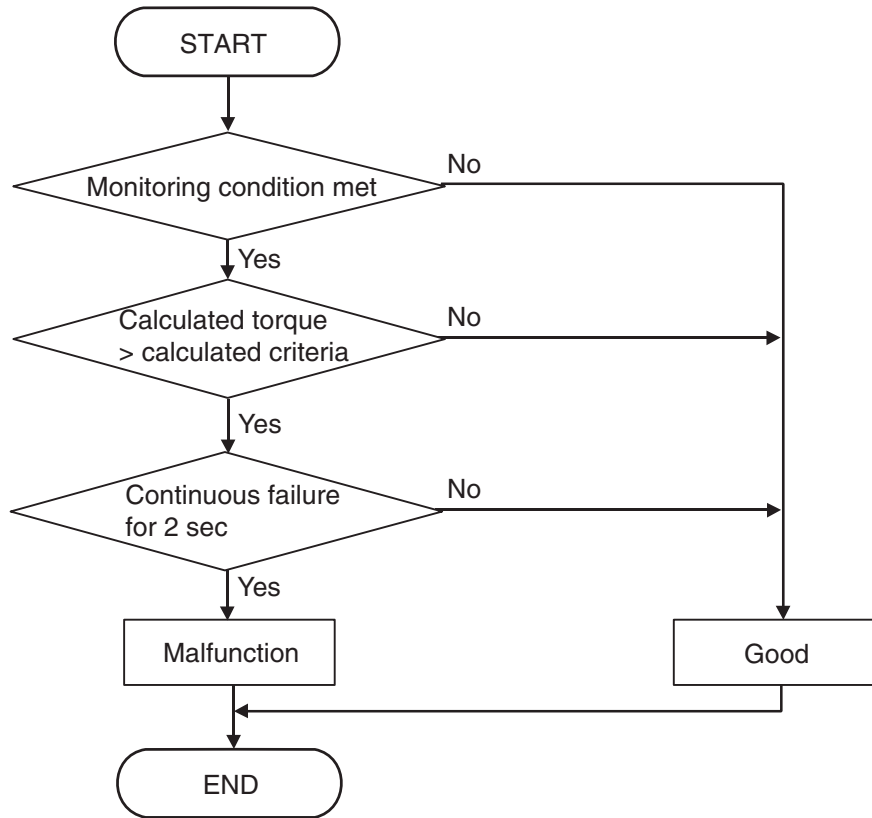 START
Monitoring condition met
No
Yes
Calculated torque
> calculated criteria
No
Yes
Continuous failure
for 2 sec
No
Yes
Malfunction
Good
END